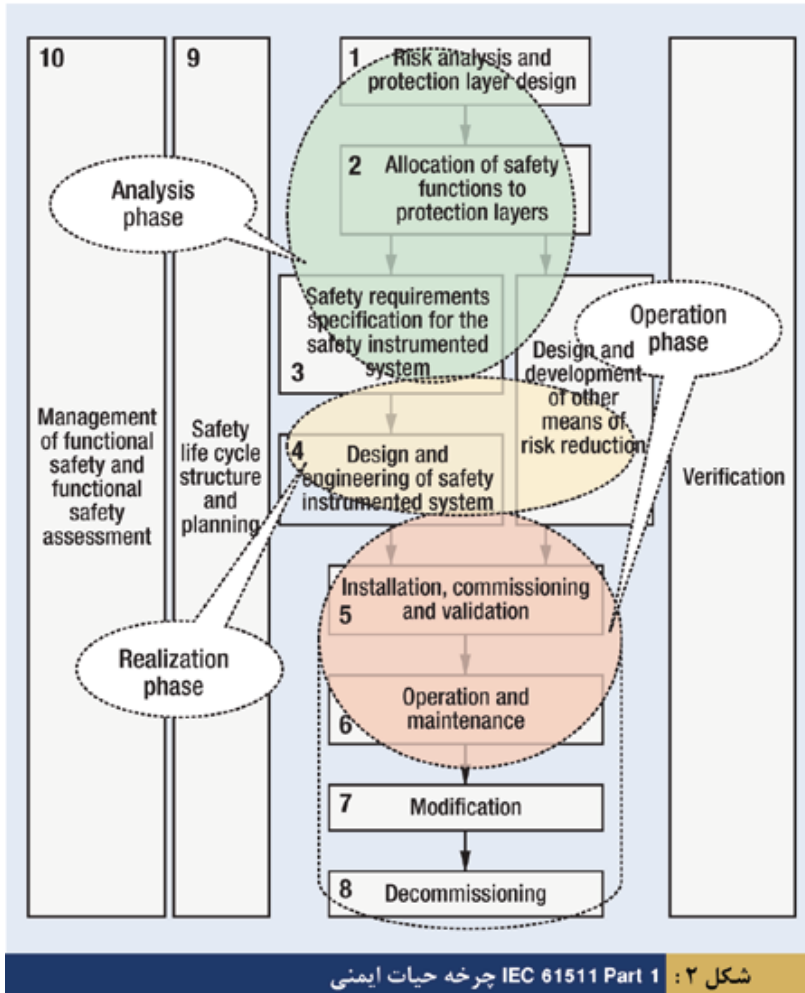 10
9
1 Risk analysis and
protection layer design
2 Allocation of safety
functions to
protection layers
Analysis
phase
Safety requirements
specification for the
safety instrumented
3 system
Operation
phase
Design and
development
of other
means of
risk reduction
Management
of functional
safety and
functional
safety
assessment
Safety
life cycle
structure
and
planning
4 Design and
engineering of safety
instrumented system
Verification
Installation, commissioning
5 and validation
Realization
phase
Operation and
6 maintenance
7 Modification
8 Decommissioning
شکل ۲ : IEC 61511 Part 1 چرخه حیات ایمنی